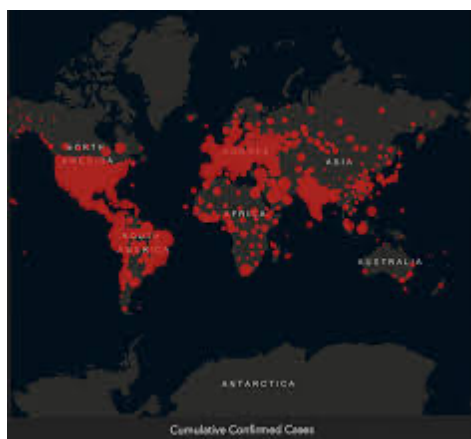 NORTH
AMERICA
EUROPE
ASIA
AFRICA
SOUTH
AMERICA
AUSTRALIA
ANTARCTICA
Cumulative Confirmed Cases